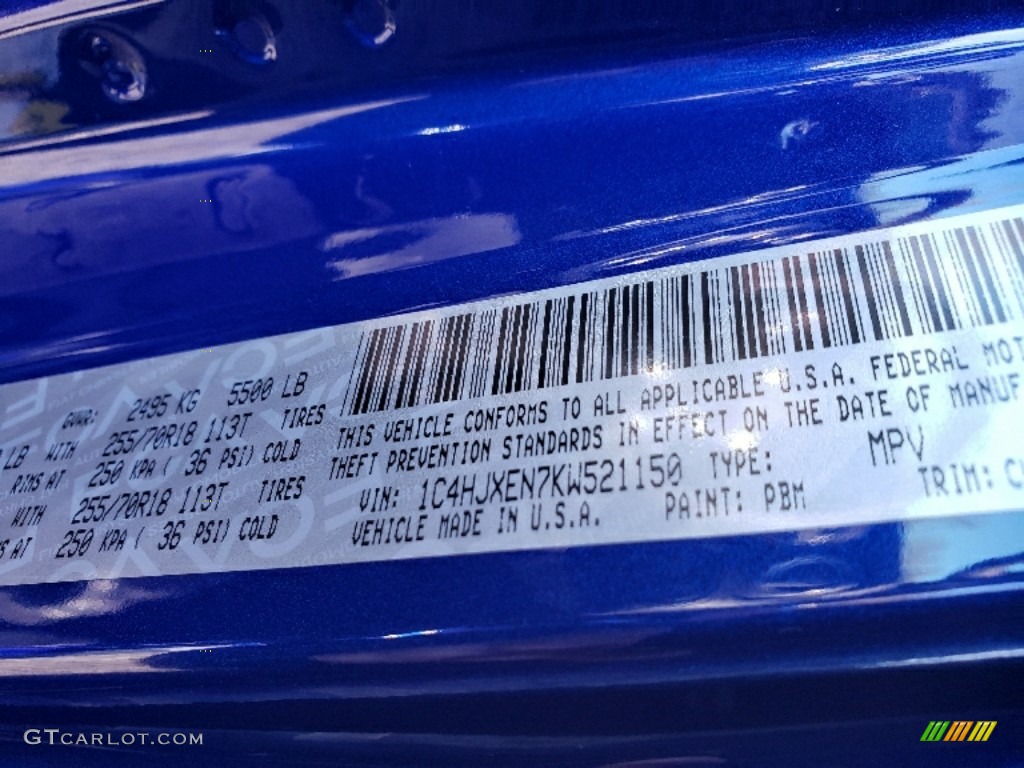 GVWR: 2495 KG 5500 LB
LB WITH 255/70R18 113T TIRES
RIMS AT 250 KPA ( 36 PSI) COLD
WITH 255/70R18 113T TIRES
AT 250 KPA ( 36 PSI) COLD
THIS VEHICLE CONFORMS TO ALL APPLICABLE U.S.A. FEDERAL MOT
THEFT PREVENTION STANDARDS IN EFFECT ON THE DATE OF MANUF
VIN: 1C4HJXEN7KW521150 TYPE: MPV
VEHICLE MADE IN U.S.A. PAINT: PBM TRIM:
GTCARLOT.COM